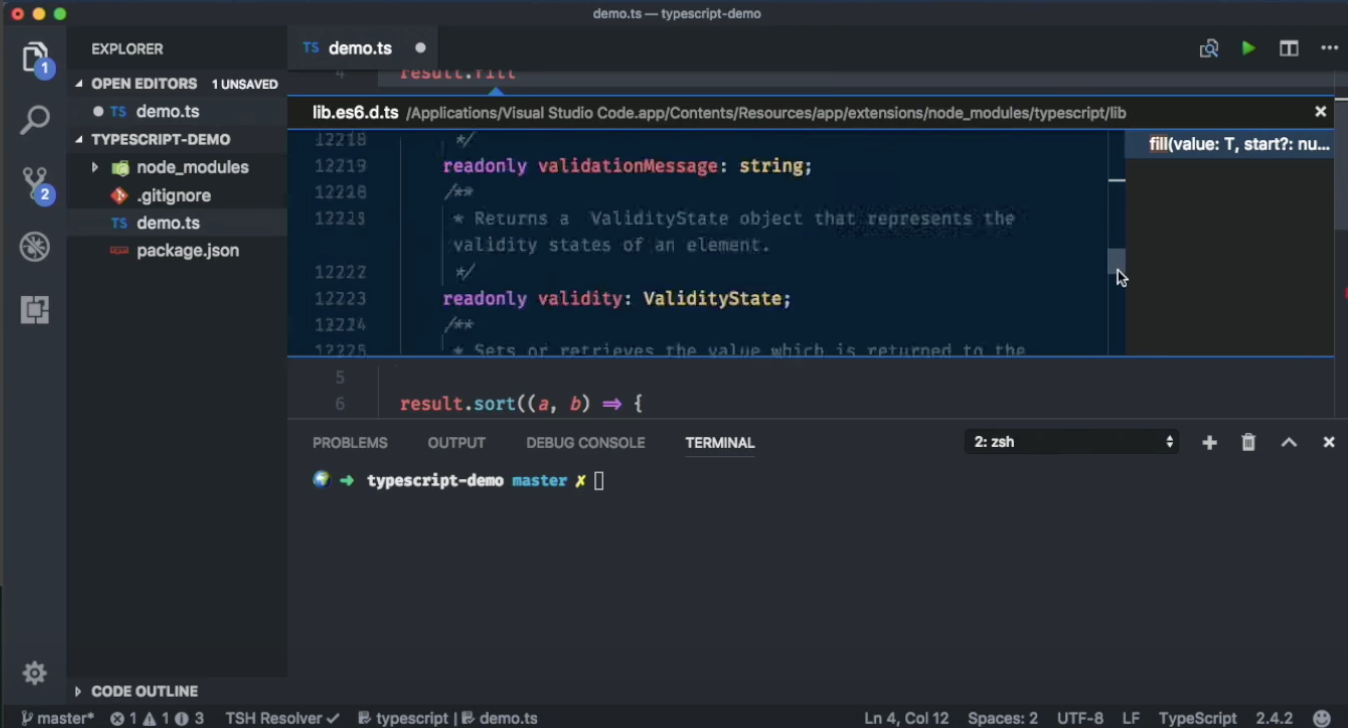 demo.ts — typescript-demo
EXPLORER
TS demo.ts
OPEN EDITORS 1 UNSAVED
4 result.fill
1
TS demo.ts
lib.es6.d.ts /Applications/Visual Studio Code.app/Contents/Resources/app/extensions/node_modules/typescript/lib
TYPESCRIPT-DEMO
12218 */
fill(value: T, start?: nu...
12219 readonly validationMessage: string;
node_modules
/**
.gitignore
2
* Returns a ValidityState object that represents the
TS demo.ts
validity states of an element.
package.json
12222 */
12223 readonly validity: ValidityState;
12224 /**
12225 * Sets or retrieves the value which is returned to the
5
6 result.sort((a, b) ⇒ {
PROBLEMS OUTPUT DEBUG CONSOLE TERMINAL 2: zsh
➜ typescript-demo master ✗
CODE OUTLINE
master* 1 1 3 TSH Resolver ✓ typescript | demo.ts Ln 4, Col 12 Spaces: 2 UTF-8 LF TypeScript 2.4.2